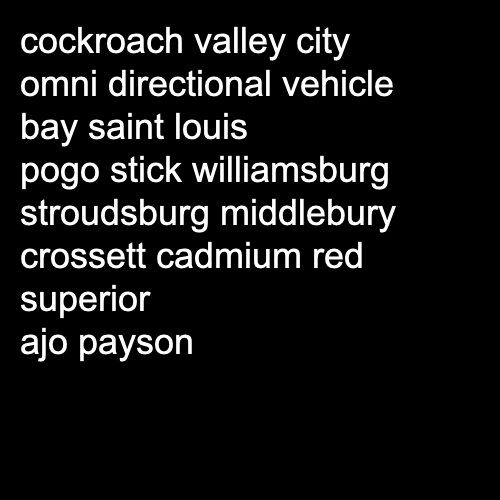 cockroach valley city
omni directional vehicle
bay saint louis
pogo stick williamsburg
stroudsburg middlebury
crossett cadmium red
superior
ajo payson